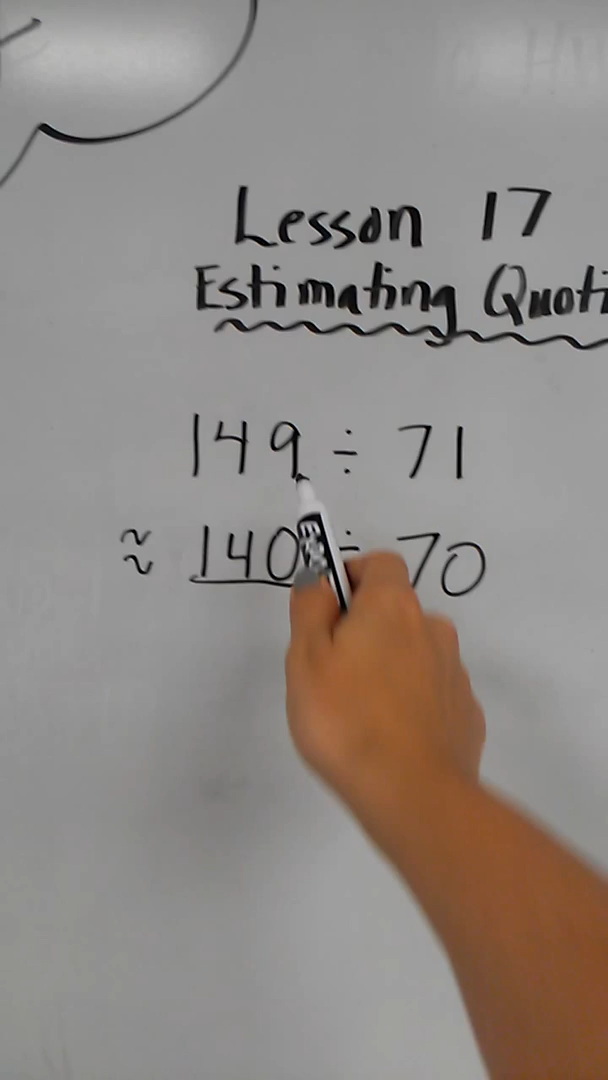 Lesson 17
Estimating Quoti
149 ÷ 71
≈ 140 ÷ 70